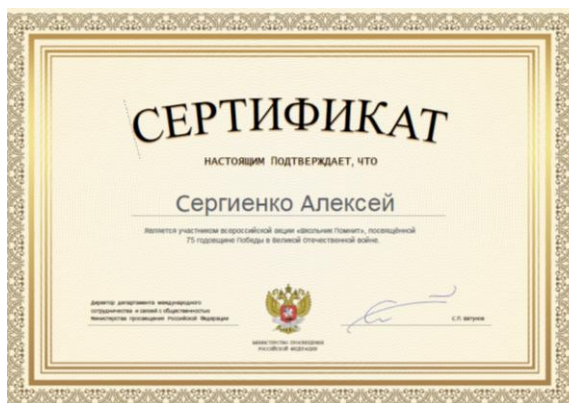 СЕРТИФИКАТ
НАСТОЯЩИМ ПОДТВЕРЖДАЕТ, ЧТО
Сергиенко Алексей
Является участником всероссийской акции «Школьник Помнит», посвящённой
75 годовщине Победы в Великой Отечественной войне.
Директор департамента международного
сотрудничества и связей с общественностью
Министерства просвещения Российской Федерации
МИНИСТЕРСТВО ПРОСВЕЩЕНИЯ
РОССИЙСКОЙ ФЕДЕРАЦИИ
С.П.